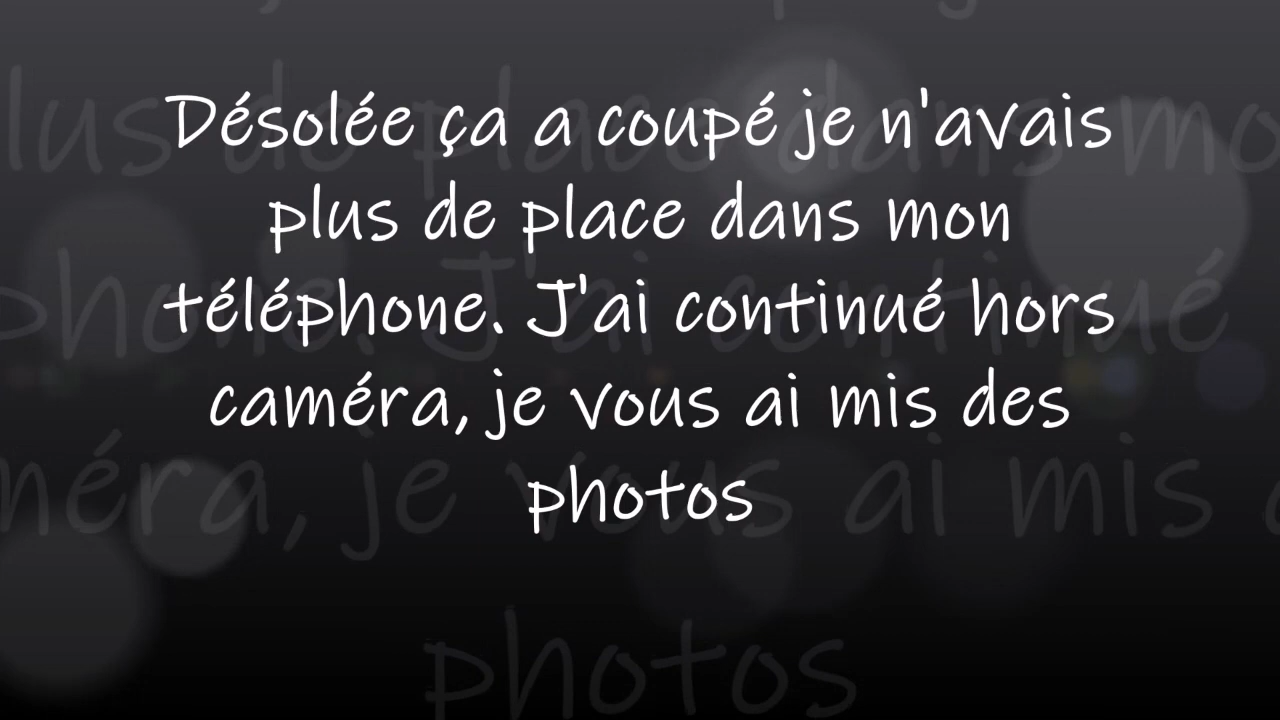 Désolée ça a coupé je n'avais
plus de place dans mon
téléphone. J'ai continué hors
caméra, je vous ai mis des
photos